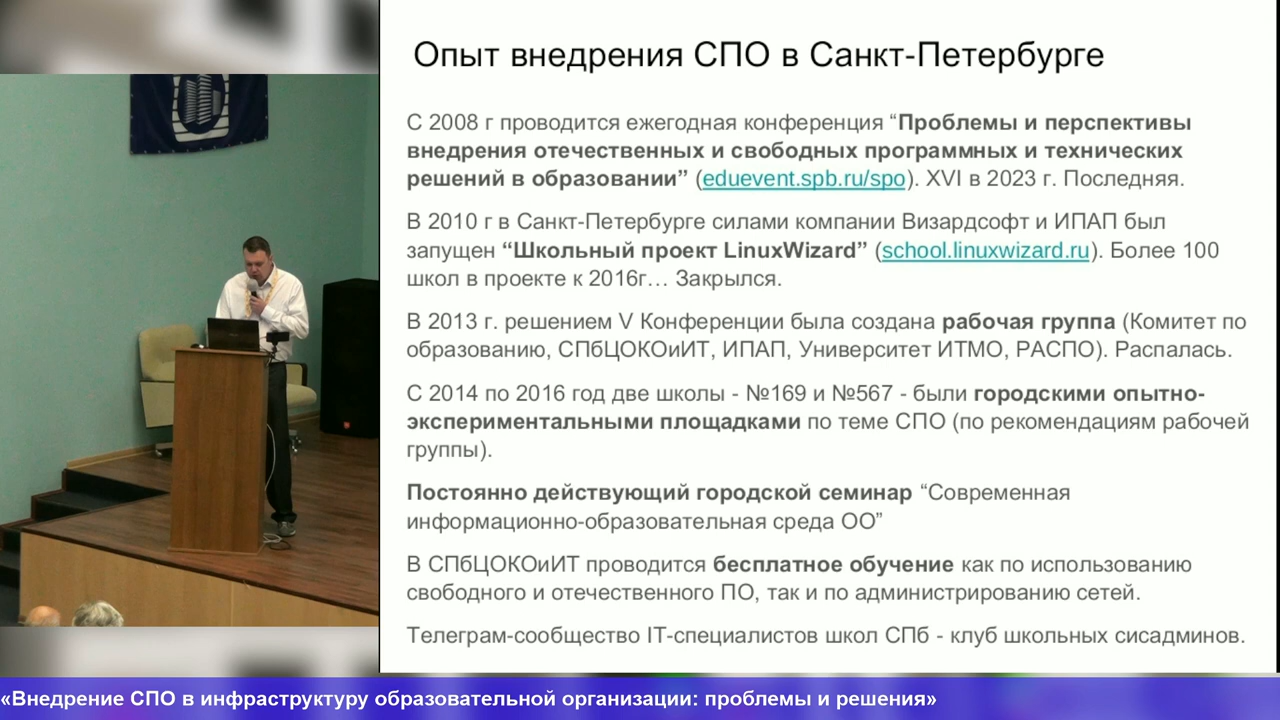 Опыт внедрения СПО в Санкт-Петербурге
С 2008 г проводится ежегодная конференция “Проблемы и перспективы
внедрения отечественных и свободных программных и технических
решений в образовании” (eduevent.spb.ru/spo). XVI в 2023 г. Последняя.
В 2010 г в Санкт-Петербурге силами компании Визардсофт и ИПАП был
запущен “Школьный проект LinuxWizard” (school.linuxwizard.ru). Более 100
школ в проекте к 2016г… Закрылся.
В 2013 г. решением V Конференции была создана рабочая группа (Комитет по
образованию, СПбЦОКОиИТ, ИПАП, Университет ИТМО, РАСПО). Распалась.
С 2014 по 2016 год две школы - №169 и №567 - были городскими опытно-
экспериментальными площадками по теме СПО (по рекомендациям рабочей
группы).
Постоянно действующий городской семинар “Современная
информационно-образовательная среда ОО”
В СПбЦОКОиИТ проводится бесплатное обучение как по использованию
свободного и отечественного ПО, так и по администрированию сетей.
Телеграм-сообщество IT-специалистов школ СПб - клуб школьных сисадминов.
«Внедрение СПО в инфраструктуру образовательной организации: проблемы и решения»